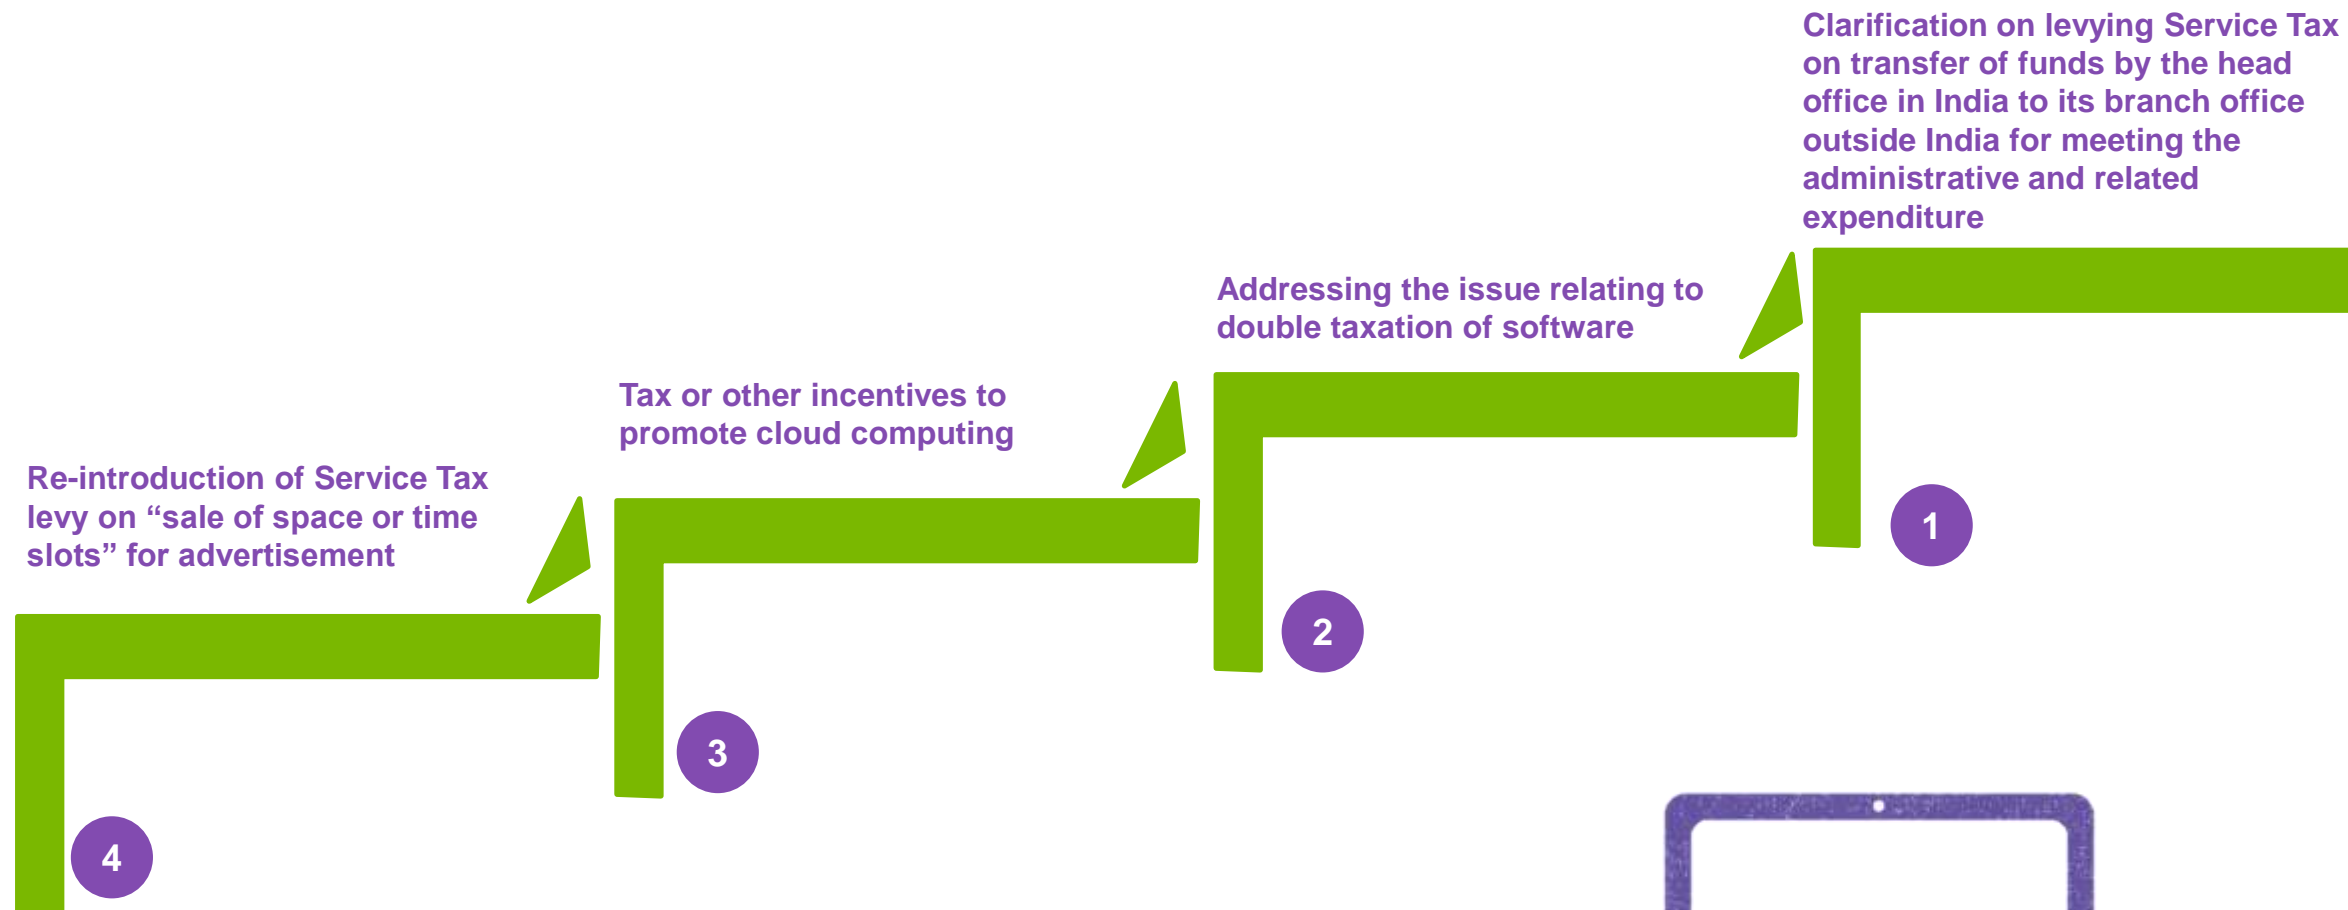 Clarification on levying Service Tax
on transfer of funds by the head
office in India to its branch office
outside India for meeting the
administrative and related
expenditure
1
Addressing the issue relating to
double taxation of software
2
Tax or other incentives to
promote cloud computing
3
Re-introduction of Service Tax
levy on “sale of space or time
slots” for advertisement
4